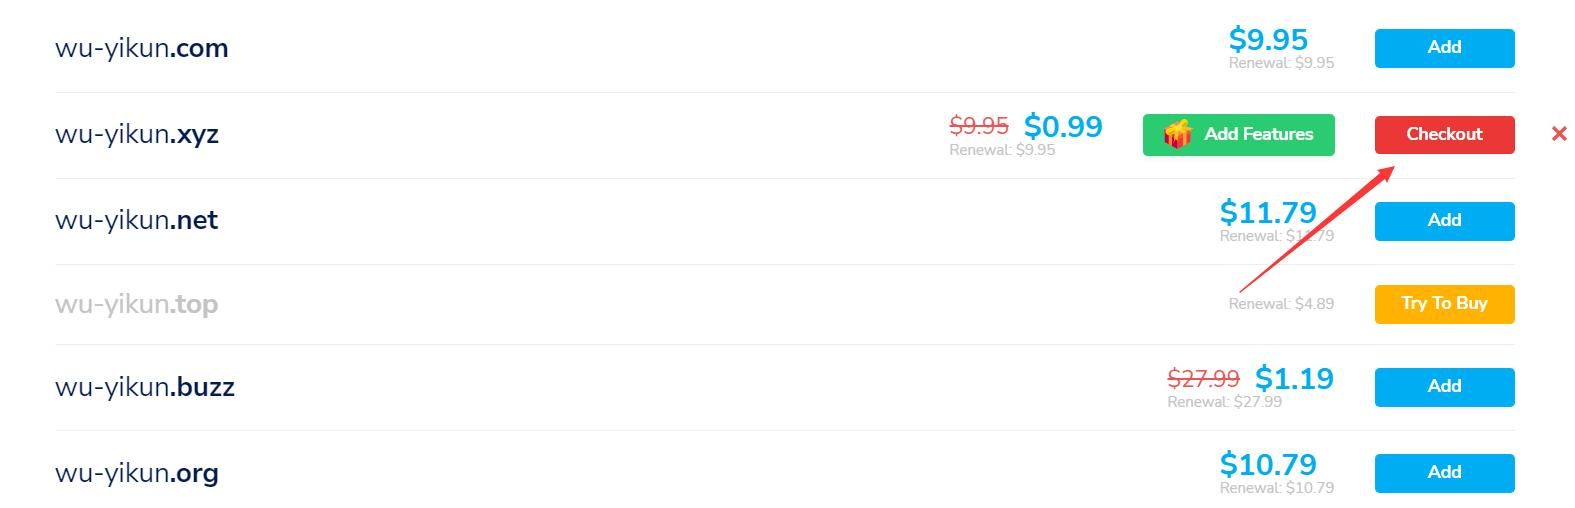 wu-yikun.com
$9.95
Renewal: $9.95
Add
wu-yikun.xyz
$9.95 $0.99
Renewal: $9.95
Add Features
Checkout
wu-yikun.net
$11.79
Renewal: $11.79
Add
wu-yikun.top
Renewal: $4.89
Try To Buy
wu-yikun.buzz
$27.99 $1.19
Renewal: $27.99
Add
wu-yikun.org
$10.79
Renewal: $10.79
Add